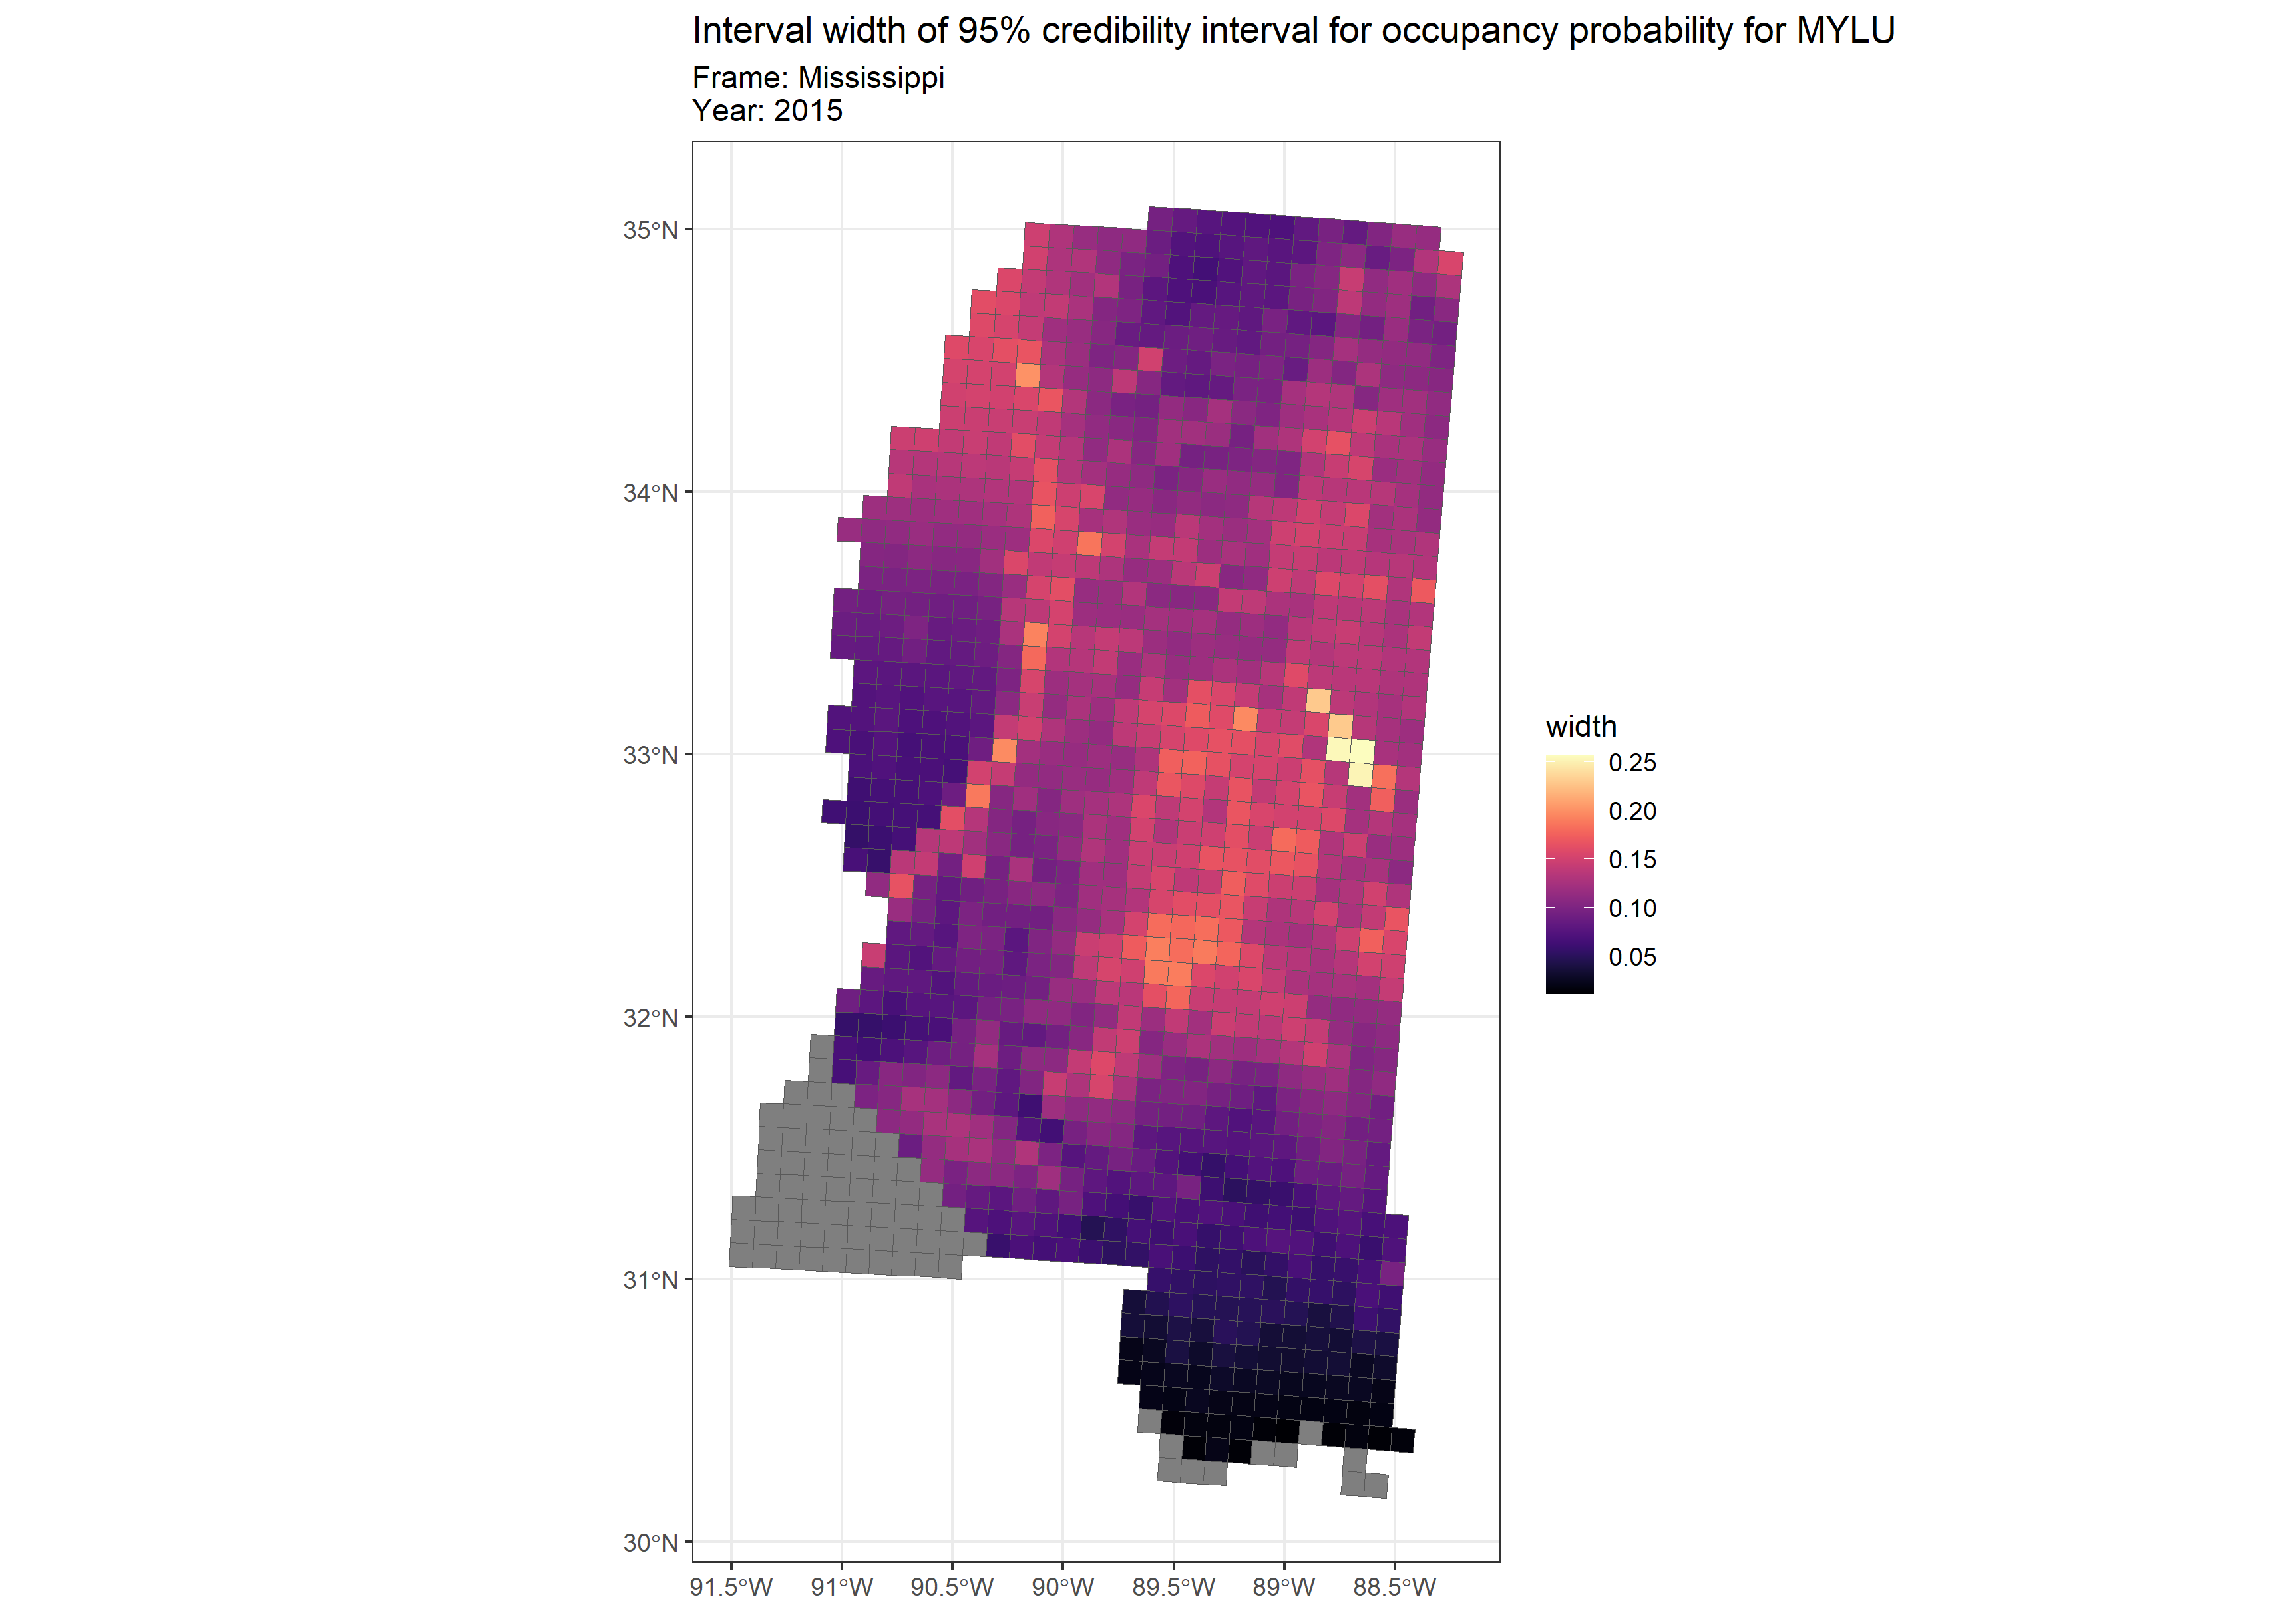 Interval width of 95% credibility interval for occupancy probability for MYLU
Frame: Mississippi
Year: 2015
35°N
34°N
33°N
32°N
31°N
30°N
91.5°W 91°W 90.5°W 90°W 89.5°W 89°W 88.5°W
width
0.25
0.20
0.15
0.10
0.05